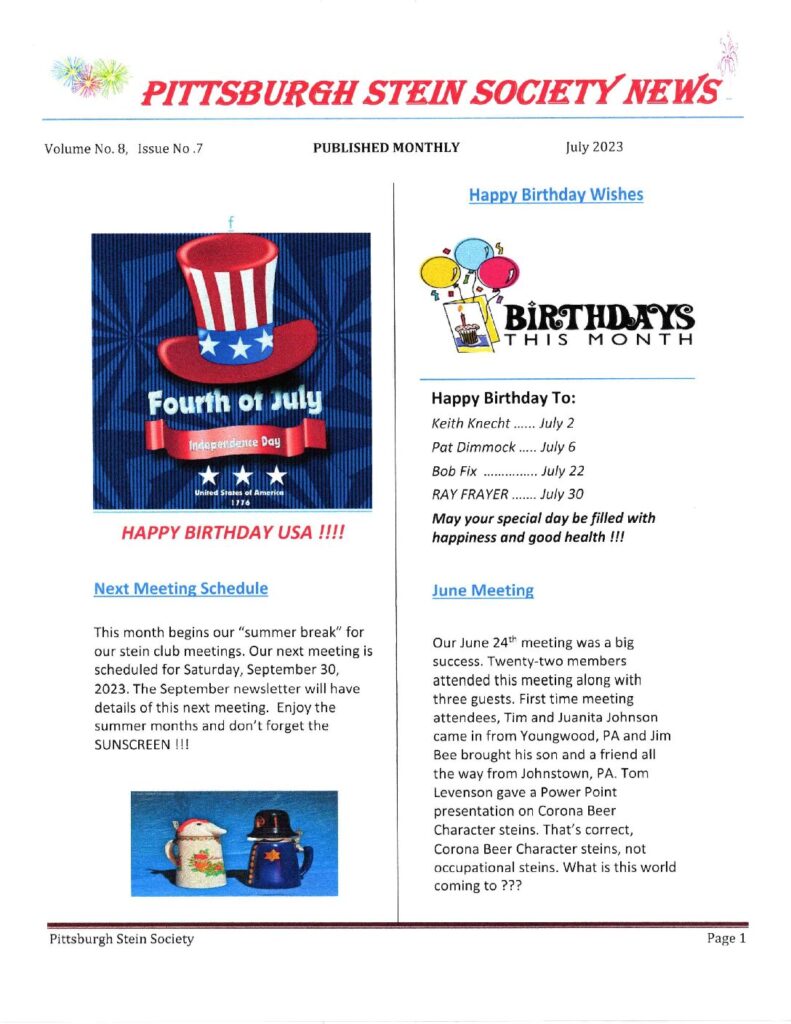 PITTSBURGH STEIN SOCIETY NEWS
Volume No. 8, Issue No .7 PUBLISHED MONTHLY July 2023
f
Fourth of July
Independence Day
United States of America
1776
HAPPY BIRTHDAY USA !!!!
Next Meeting Schedule
This month begins our “summer break” for
our stein club meetings. Our next meeting is
scheduled for Saturday, September 30,
2023. The September newsletter will have
details of this next meeting. Enjoy the
summer months and don’t forget the
SUNSCREEN !!!
Happy Birthday Wishes
BIRTHDAYS
THIS MONTH
Happy Birthday To:
Keith Knecht ...... July 2
Pat Dimmock ..... July 6
Bob Fix ............... July 22
RAY FRAYER ....... July 30
May your special day be filled with
happiness and good health !!!
June Meeting
Our June 24th meeting was a big
success. Twenty-two members
attended this meeting along with
three guests. First time meeting
attendees, Tim and Juanita Johnson
came in from Youngwood, PA and Jim
Bee brought his son and a friend all
the way from Johnstown, PA. Tom
Levenson gave a Power Point
presentation on Corona Beer
Character steins. That’s correct,
Corona Beer Character steins, not
occupational steins. What is this world
coming to ???
Pittsburgh Stein Society Page 1